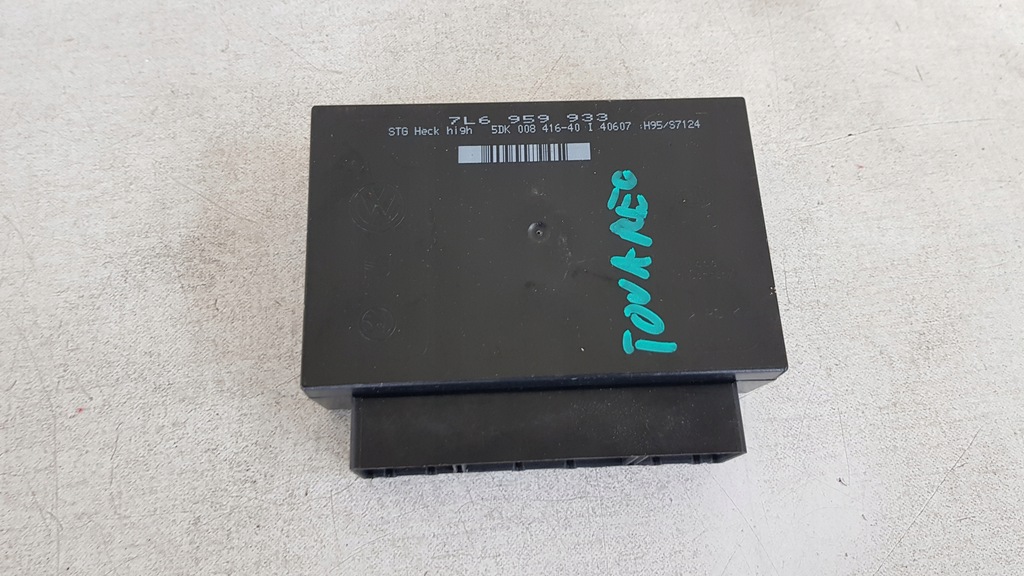 7L6 959 933
STG Heck high 5DK 008 416-40 I 40607 :H95/S7124
TOUAREG